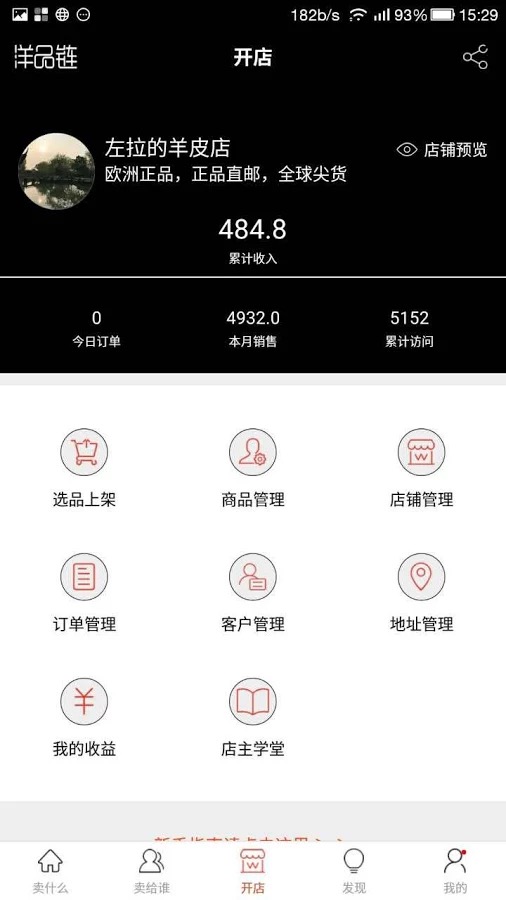 182b/s 93% 15:29
洋品链 开店
左拉的羊皮店 店铺预览
欧洲正品，正品直邮，全球尖货
484.8
累计收入
0 4932.0 5152
今日订单 本月销售 累计访问
选品上架 商品管理 店铺管理
订单管理 客户管理 地址管理
我的收益 店主学堂
卖什么 卖给谁 开店 发现 我的